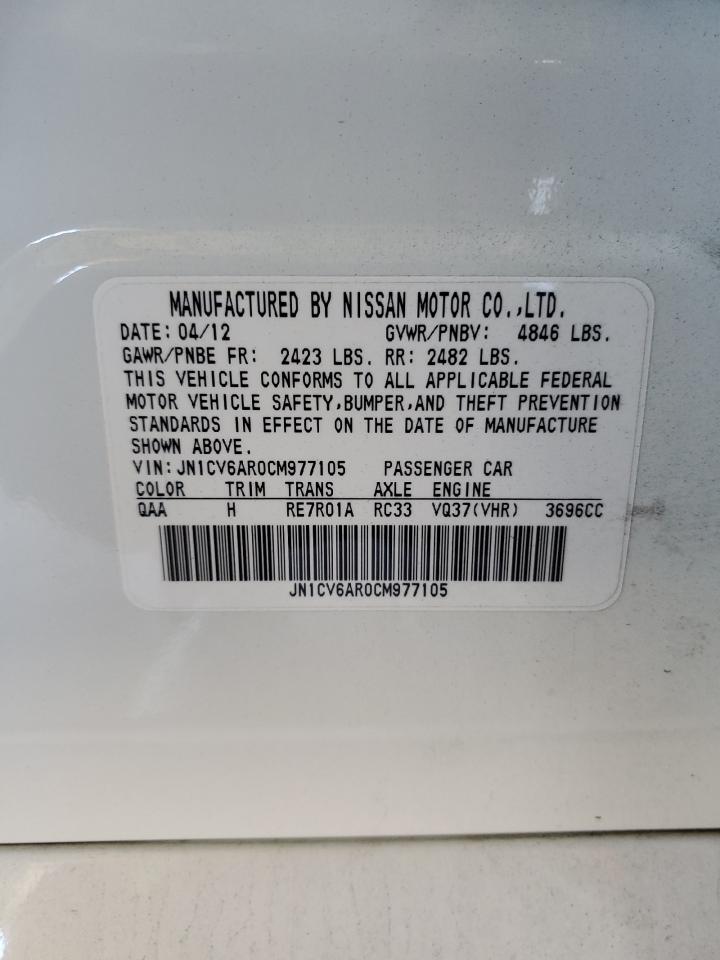 MANUFACTURED BY NISSAN MOTOR CO.,LTD.
DATE: 04/12 GVWR/PNBV: 4846 LBS.
GAWR/PNBE FR: 2423 LBS. RR: 2482 LBS.
THIS VEHICLE CONFORMS TO ALL APPLICABLE FEDERAL
MOTOR VEHICLE SAFETY,BUMPER,AND THEFT PREVENTION
STANDARDS IN EFFECT ON THE DATE OF MANUFACTURE
SHOWN ABOVE.
VIN: JN1CV6AR0CM977105 PASSENGER CAR
COLOR TRIM TRANS AXLE ENGINE
QAA H RE7R01A RC33 VQ37(VHR) 3696CC
JN1CV6AR0CM977105